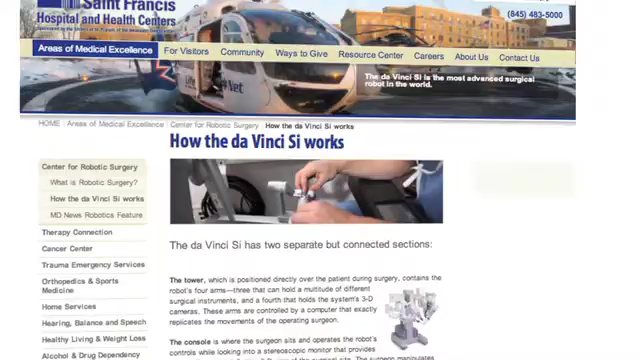 Saint Francis
Hospital and Health Centers
(845) 483-5000
Areas of Medical Excellence
For Visitors
Community
Ways to Give
Resource Center
Careers
About Us
Contact Us
The da Vinci Si is the most advanced surgical
robot in the world.
HOME
Areas of Medical Excellence
Center for Robotic Surgery
How the da Vinci Si works
How the da Vinci Si works
Center for Robotic Surgery
What is Robotic Surgery?
How the da Vinci Si works
MD News Robotics Feature
Therapy Connection
Cancer Center
Trauma Emergency Services
Orthopedics & Sports
Medicine
Home Services
Hearing, Balance and Speech
Healthy Living & Weight Loss
Alcohol & Drug Dependency
The da Vinci Si has two separate but connected sections:
The tower, which is positioned directly over the patient during surgery, contains the
robot's four arms—three that can hold a multitude of different
surgical instruments, and a fourth that holds the system's 3-D
cameras. These arms are controlled by a computer that exactly
replicates the movements of the operating surgeon.
The console is where the surgeon sits and operates the robot's
controls while looking into a stereoscopic monitor that provides